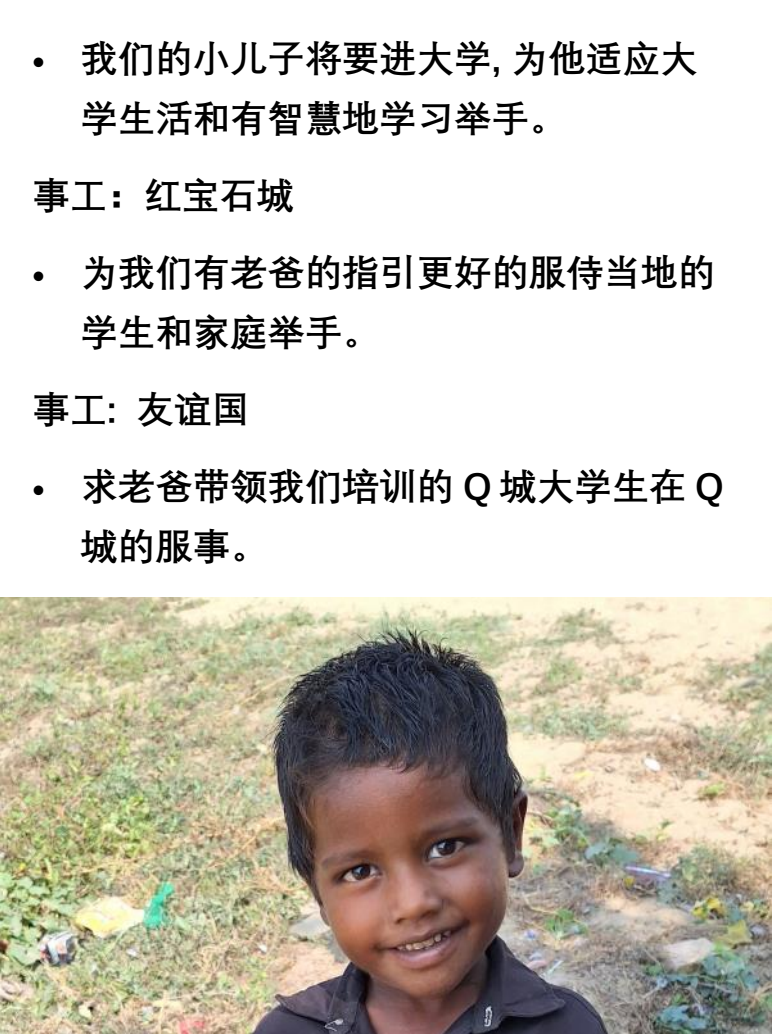 • 我们的小儿子将要进大学, 为他适应大
学生活和有智慧地学习举手。
事工：红宝石城
• 为我们有老爸的指引更好的服侍当地的
学生和家庭举手。
事工: 友谊国
• 求老爸带领我们培训的 Q 城大学生在 Q
城的服事。